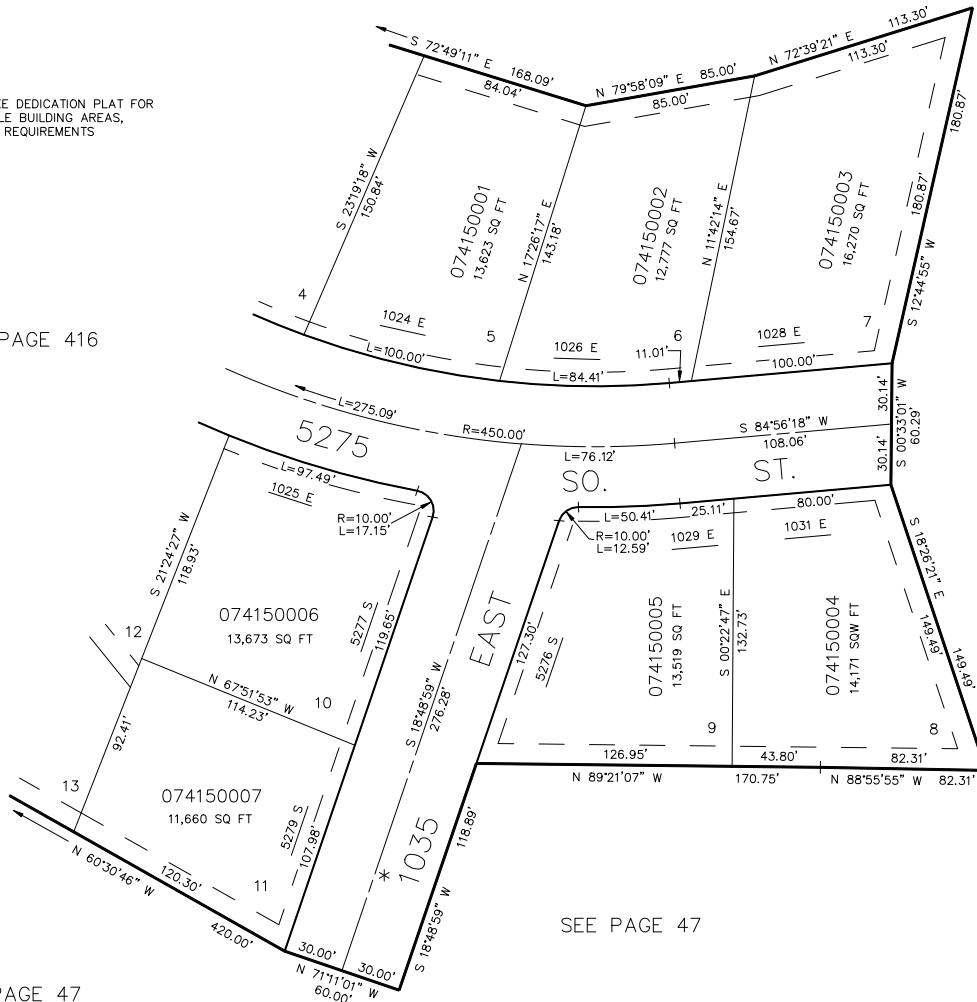 S 72°49'11" E 168.09'
84.04'
N 79°58'09" E 85.00'
85.00'
N 72°39'21" E 113.30'
113.30'
EE DEDICATION PLAT FOR
LE BUILDING AREAS,
REQUIREMENTS
180.87'
180.87'
S 12°44'55" W
S 23°19'18" W
150.84'
074150001
13,623 SQ FT
N 17°26'17" E
143.18'
074150002
12,777 SQ FT
N 11°42'14" E
154.67'
074150003
16,270 SQ FT
4
1024 E
5
1026 E
6
1028 E
7
PAGE 416
L=100.00'
L=84.41'
11.01'
100.00'
L=275.09'
R=450.00'
L=76.12'
S 84°56'18" W
108.06'
30.14'
30.14'
S 00°33'01" W
60.29'
5275
SO.
ST.
L=97.49'
1025 E
R=10.00'
L=17.15'
L=50.41'
25.11'
80.00'
R=10.00'
L=12.59'
1029 E
1031 E
S 18°26'21" E
149.49'
149.49'
S 21°24'27" W
118.93'
074150006
13,673 SQ FT
5277 S
119.65'
EAST
127.30'
5276 S
074150005
13,519 SQ FT
S 00°22'47" E
132.73'
074150004
14,171 SQW FT
12
N 67°51'53" W
114.23'
10
S 18°48'59" W
276.28'
9
8
126.95'
43.80'
82.31'
N 89°21'07" W 170.75'
N 88°55'55" W 82.31'
92.41'
13
074150007
11,660 SQ FT
5279 S
107.98'
* 1035
118.89'
S 18°48'59" W
N 60°30'46" W
120.30'
11
420.00'
30.00'
30.00'
N 71°11'01" W
60.00'
SEE PAGE 47
PAGE 47